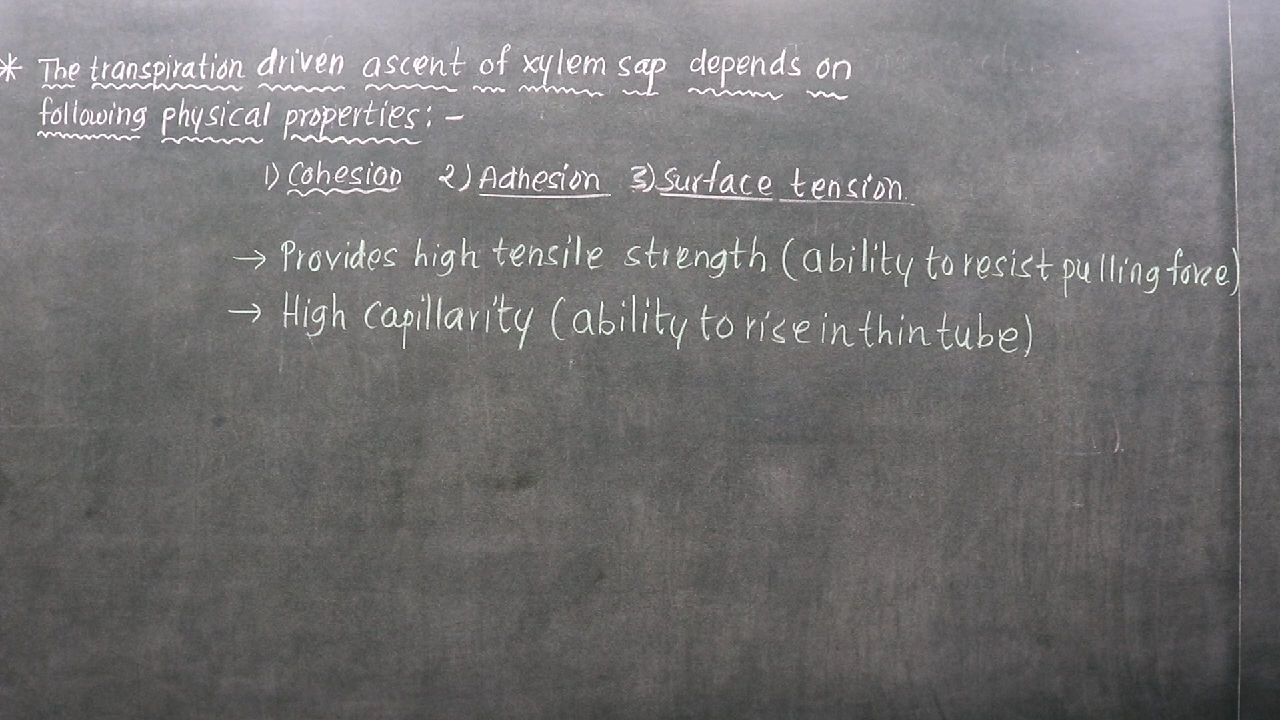 * The transpiration driven ascent of xylem sap depends on
following physical properties: -
1) Cohesion 2) Adhesion 3) Surface tension
→ Provides high tensile strength (ability to resist pulling force)
→ High capillarity (ability to rise in thin tube)